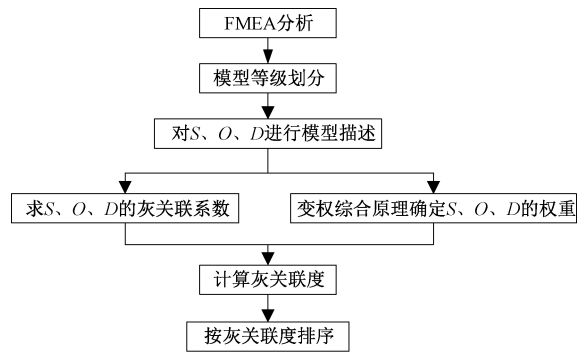 FMEA分析
模型等级划分
对S、O、D进行模型描述
求S、O、D的灰关联系数
变权综合原理确定S、O、D的权重
计算灰关联度
按灰关联度排序